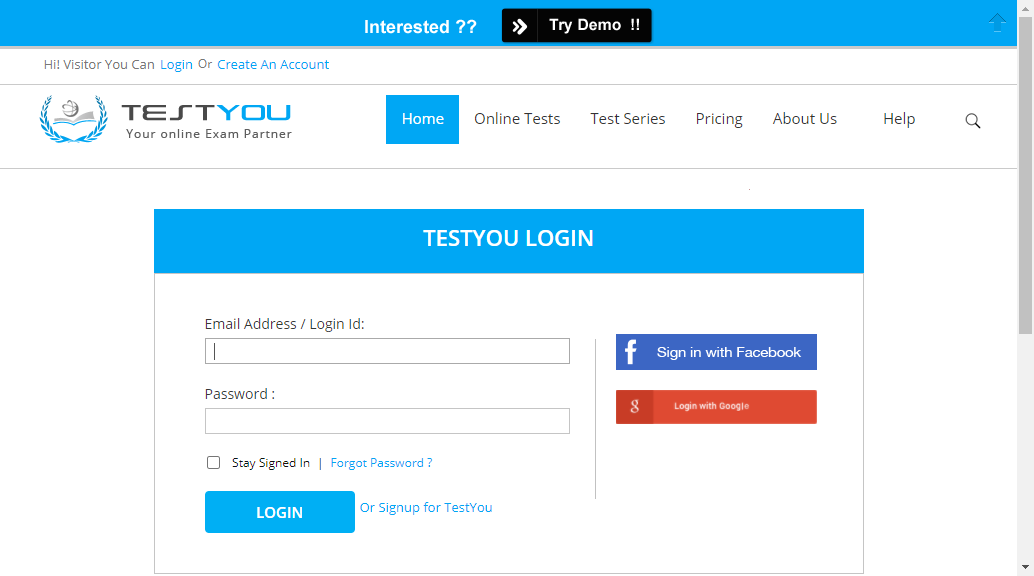 Interested ?? Try Demo !!
Hi! Visitor You Can Login Or Create An Account
TESTYOU
Your online Exam Partner
Home Online Tests Test Series Pricing About Us Help
TESTYOU LOGIN
Email Address / Login Id:
f Sign in with Facebook
Password :
g Login with Google
Stay Signed In | Forgot Password ?
LOGIN Or Signup for TestYou